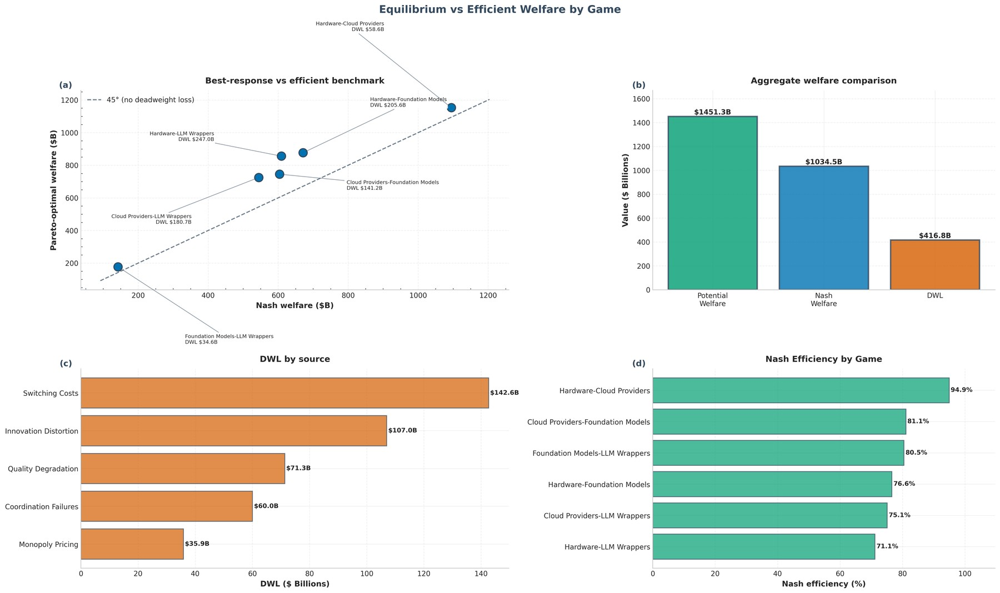 Equilibrium vs Efficient Welfare by Game
Hardware-Cloud Providers
DWL $58.6B
(a)
Best-response vs efficient benchmark
45° (no deadweight loss)
Hardware-Foundation Models
DWL $205.6B
Hardware-LLM Wrappers
DWL $247.0B
Cloud Providers-Foundation Models
DWL $141.2B
Cloud Providers-LLM Wrappers
DWL $180.7B
Foundation Models-LLM Wrappers
DWL $34.6B
Pareto-optimal welfare ($B)
1200
1000
800
600
400
200
200 400 600 800 1000 1200
Nash welfare ($B)
(b)
Aggregate welfare comparison
Value ($ Billions)
1600
1400
1200
1000
800
600
400
200
0
$1451.3B
$1034.5B
$416.8B
Potential
Welfare
Nash
Welfare
DWL
(c)
DWL by source
Switching Costs
$142.6B
Innovation Distortion
$107.0B
Quality Degradation
$71.3B
Coordination Failures
$60.0B
Monopoly Pricing
$35.9B
0 20 40 60 80 100 120 140
DWL ($ Billions)
(d)
Nash Efficiency by Game
Hardware-Cloud Providers
94.9%
Cloud Providers-Foundation Models
81.1%
Foundation Models-LLM Wrappers
80.5%
Hardware-Foundation Models
76.6%
Cloud Providers-LLM Wrappers
75.1%
Hardware-LLM Wrappers
71.1%
0 20 40 60 80 100
Nash efficiency (%)